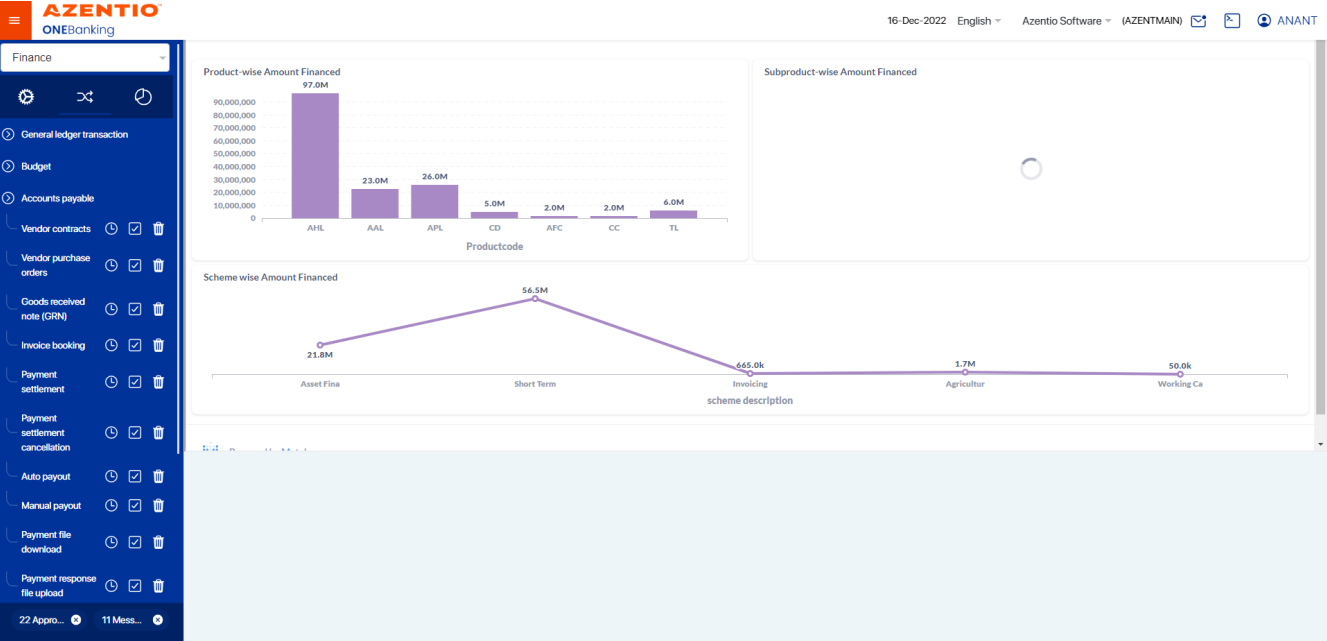 AZENTIO
ONEBanking
16-Dec-2022 English Azentio Software (AZENTMAIN) ANANT
Finance
General ledger transaction
Budget
Accounts payable
Vendor contracts
Vendor purchase
orders
Goods received
note (GRN)
Invoice booking
Payment
settlement
Payment
settlement
cancellation
Auto payout
Manual payout
Payment file
download
Payment response
file upload
22 Appro...
11 Mess...
Product-wise Amount Financed
97.0M
90,000,000
80,000,000
70,000,000
60,000,000
50,000,000
40,000,000
30,000,000
20,000,000
10,000,000
0
23.0M
26.0M
5.0M
2.0M
2.0M
6.0M
AHL AAL APL CD AFC CC TL
Productcode
Subproduct-wise Amount Financed
Scheme wise Amount Financed
56.5M
21.8M
665.0k
1.7M
50.0k
Asset Fina Short Term Invoicing Agricultur Working Ca
scheme description